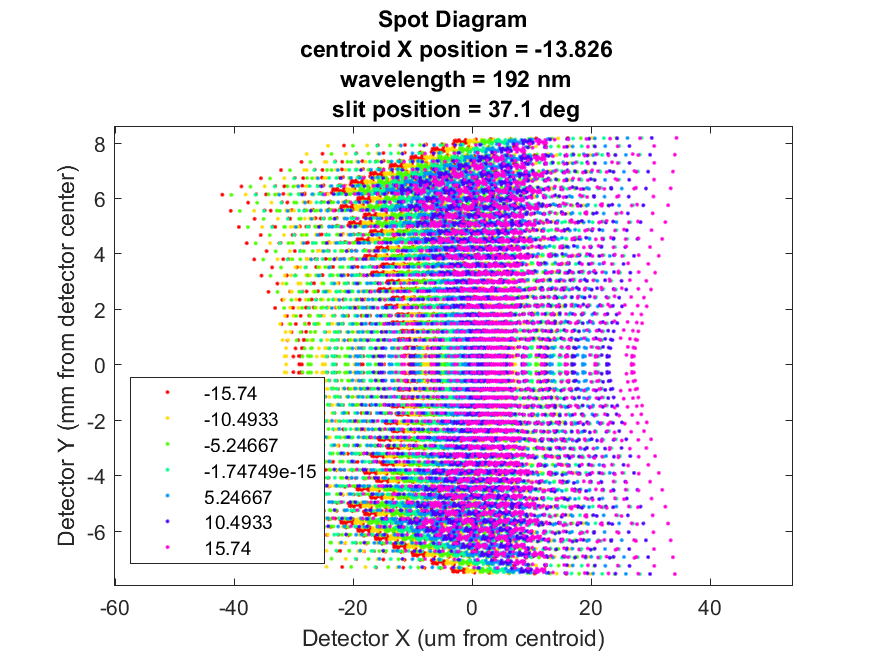 Spot Diagram
centroid X position = -13.826
wavelength = 192 nm
slit position = 37.1 deg
8
6
4
2
0
-2
-4
-6
Detector Y (mm from detector center)
-15.74
-10.4933
-5.24667
-1.74749e-15
5.24667
10.4933
15.74
-60 -40 -20 0 20 40
Detector X (um from centroid)